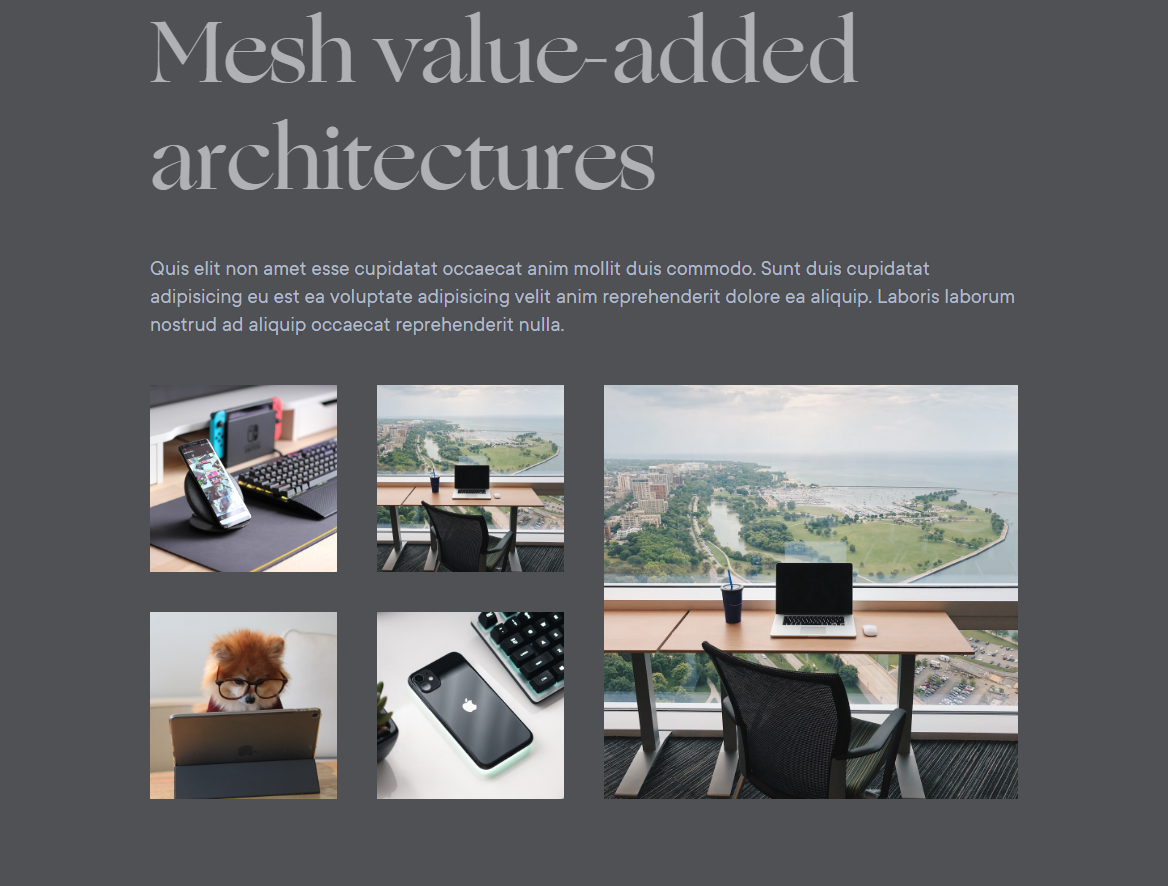 Mesh value-added
architectures
Quis elit non amet esse cupidatat occaecat anim mollit duis commodo. Sunt duis cupidatat
adipisicing eu est ea voluptate adipisicing velit anim reprehenderit dolore ea aliquip. Laboris laborum
nostrud ad aliquip occaecat reprehenderit nulla.